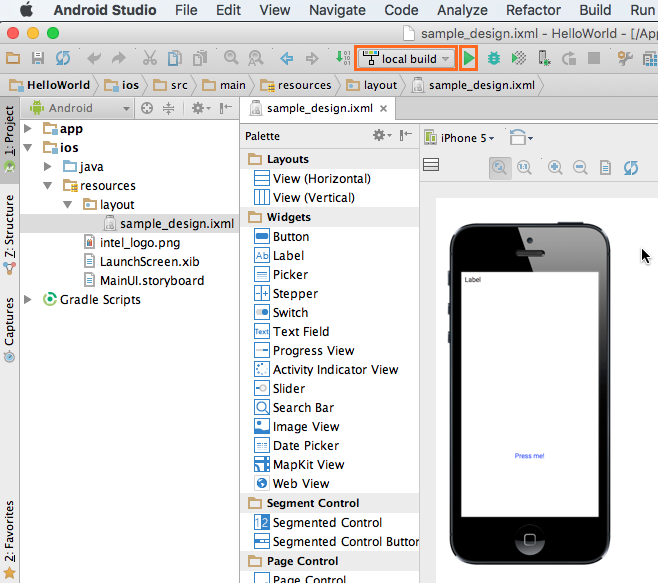 Android Studio File Edit View Navigate Code Analyze Refactor Build Run
sample_design.ixml - HelloWorld - [/App
local build
HelloWorld ios src main resources layout sample_design.ixml
1: Project
Z: Structure
Captures
2: Favorites
Android
app
ios
java
resources
layout
sample_design.ixml
intel_logo.png
LaunchScreen.xib
MainUI.storyboard
Gradle Scripts
sample_design.ixml
Palette
Layouts
View (Horizontal)
View (Vertical)
Widgets
Button
Label
Picker
Stepper
Switch
Text Field
Progress View
Activity Indicator View
Slider
Search Bar
Image View
Date Picker
MapKit View
Web View
Segment Control
Segmented Control
Segmented Control Button
Page Control
Page Control
iPhone 5
Label
Press me!